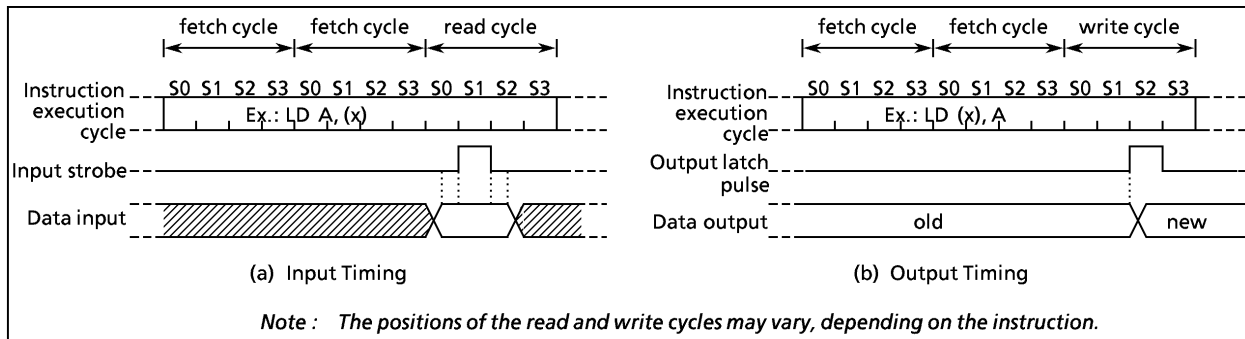 fetch cycle fetch cycle read cycle
S0 S1 S2 S3 S0 S1 S2 S3 S0 S1 S2 S3
Instruction
execution
cycle
Ex.: LD A, (x)
Input strobe
Data input
(a) Input Timing
fetch cycle fetch cycle write cycle
S0 S1 S2 S3 S0 S1 S2 S3 S0 S1 S2 S3
Instruction
execution
cycle
Ex.: LD (x), A
Output latch
pulse
Data output
old new
(b) Output Timing
Note : The positions of the read and write cycles may vary, depending on the instruction.